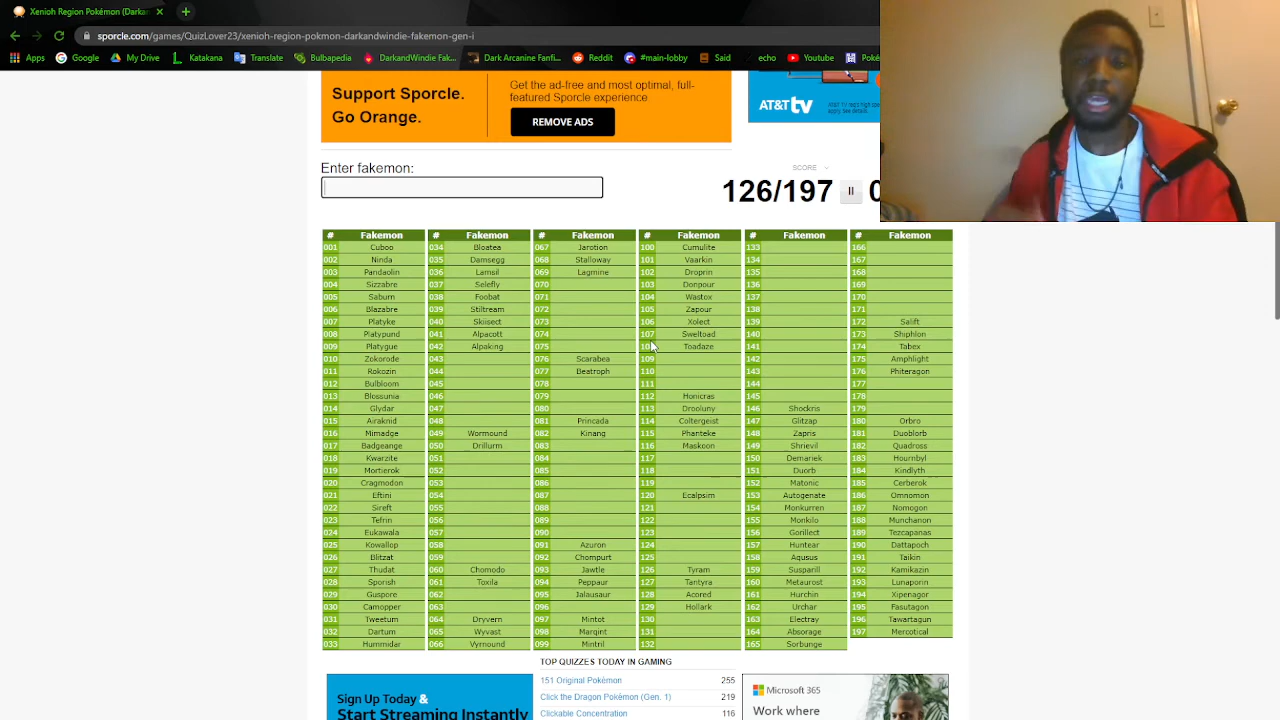 Xenioh Region Pokémon (Darka
sporcle.com/games/QuizLover23/xenioh-region-pokmon-darkandwindie-fakemon-gen-i
Apps Google My Drive Katakana Translate Bulbapedia DarkandWindie Fak... Dark Arcanine Fanfi... Reddit #main-lobby Said echo Youtube Poké
Support Sporcle.
Go Orange.
Get the ad-free and most optimal, full-
featured Sporcle experience
REMOVE ADS
AT&T tv
Enter fakemon:
SCORE
126/197
# Fakemon # Fakemon # Fakemon # Fakemon # Fakemon # Fakemon
001 Cuboo 034 Bloatea 067 Jarotion 100 Cumulite 133 166
002 Ninda 035 Damsegg 068 Stalloway 101 Vaarkin 134 167
003 Pandaolin 036 Lamsil 069 Lagmine 102 Droprin 135 168
004 Sizzabre 037 Selefly 070 103 Donpour 136 169
005 Saburn 038 Foobat 071 104 Wastox 137 170
006 Blazabre 039 Stiltream 072 105 Zapour 138 171
007 Platyke 040 Skiisect 073 106 Xolect 139 172 Salift
008 Platypund 041 Alpacott 074 107 Sweltoad 140 173 Shiphlon
009 Platygue 042 Alpaking 075 Toadaze 141 174 Tabex
010 Zokorode 043 076 Scarabea 109 142 175 Amphlight
011 Rokozin 044 077 Beatroph 110 143 176 Phiteragon
012 Bulbloom 045 078 111 144 177
013 Blossunia 046 079 112 Honicras 145 178
014 Glydar 047 080 113 Drooluny 146 Shockris 179
015 Airaknid 048 081 Princada 114 Coltergeist 147 Glitzap 180 Orbro
016 Mimadge 049 Wormound 082 Kinang 115 Phanteke 148 Zapris 181 Duoblorb
017 Badgeange 050 Drillurm 083 116 Maskoon 149 Shrievil 182 Quadross
018 Kwarzite 051 084 117 150 Demariek 183 Hournbyl
019 Mortierok 052 085 118 151 Duorb 184 Kindlyth
020 Cragmodon 053 086 119 152 Matonic 185 Cerberok
021 Eftini 054 087 120 Ecalpsim 153 Autogenate 186 Omnomon
022 Sireft 055 088 121 154 Monkurren 187 Nomogon
023 Tefrin 056 089 122 155 Monkilo 188 Munchanon
024 Eukawala 057 090 123 156 Gorillect 189 Tezcapanas
025 Kowallop 058 091 Azuron 124 157 Huntear 190 Dattapoch
026 Blitzat 059 092 Chompurt 125 158 Aqusus 191 Taikin
027 Thudat 060 Chomodo 093 Jawtle 126 Tyram 159 Susparill 192 Kamikazin
028 Sporish 061 Toxila 094 Peppaur 127 Tantyra 160 Metaurost 193 Lunaporin
029 Guspore 062 095 Jalausaur 128 Acored 161 Hurchin 194 Xipenagor
030 Camopper 063 096 129 Hollark 162 Urchar 195 Fasutagon
031 Tweetum 064 Dryvern 097 Mintot 130 163 Electray 196 Tawartagun
032 Dartum 065 Wyvast 098 Marqint 131 164 Absorage 197 Mercotical
033 Hummidar 066 Vyrnound 099 Mintril 132 165 Sorbunge
TOP QUIZZES TODAY IN GAMING
151 Original Pokémon 255
Click the Dragon Pokémon (Gen. 1) 219
Clickable Concentration 116
Sign Up Today &
Start Streaming Instantly
Microsoft 365
Work where